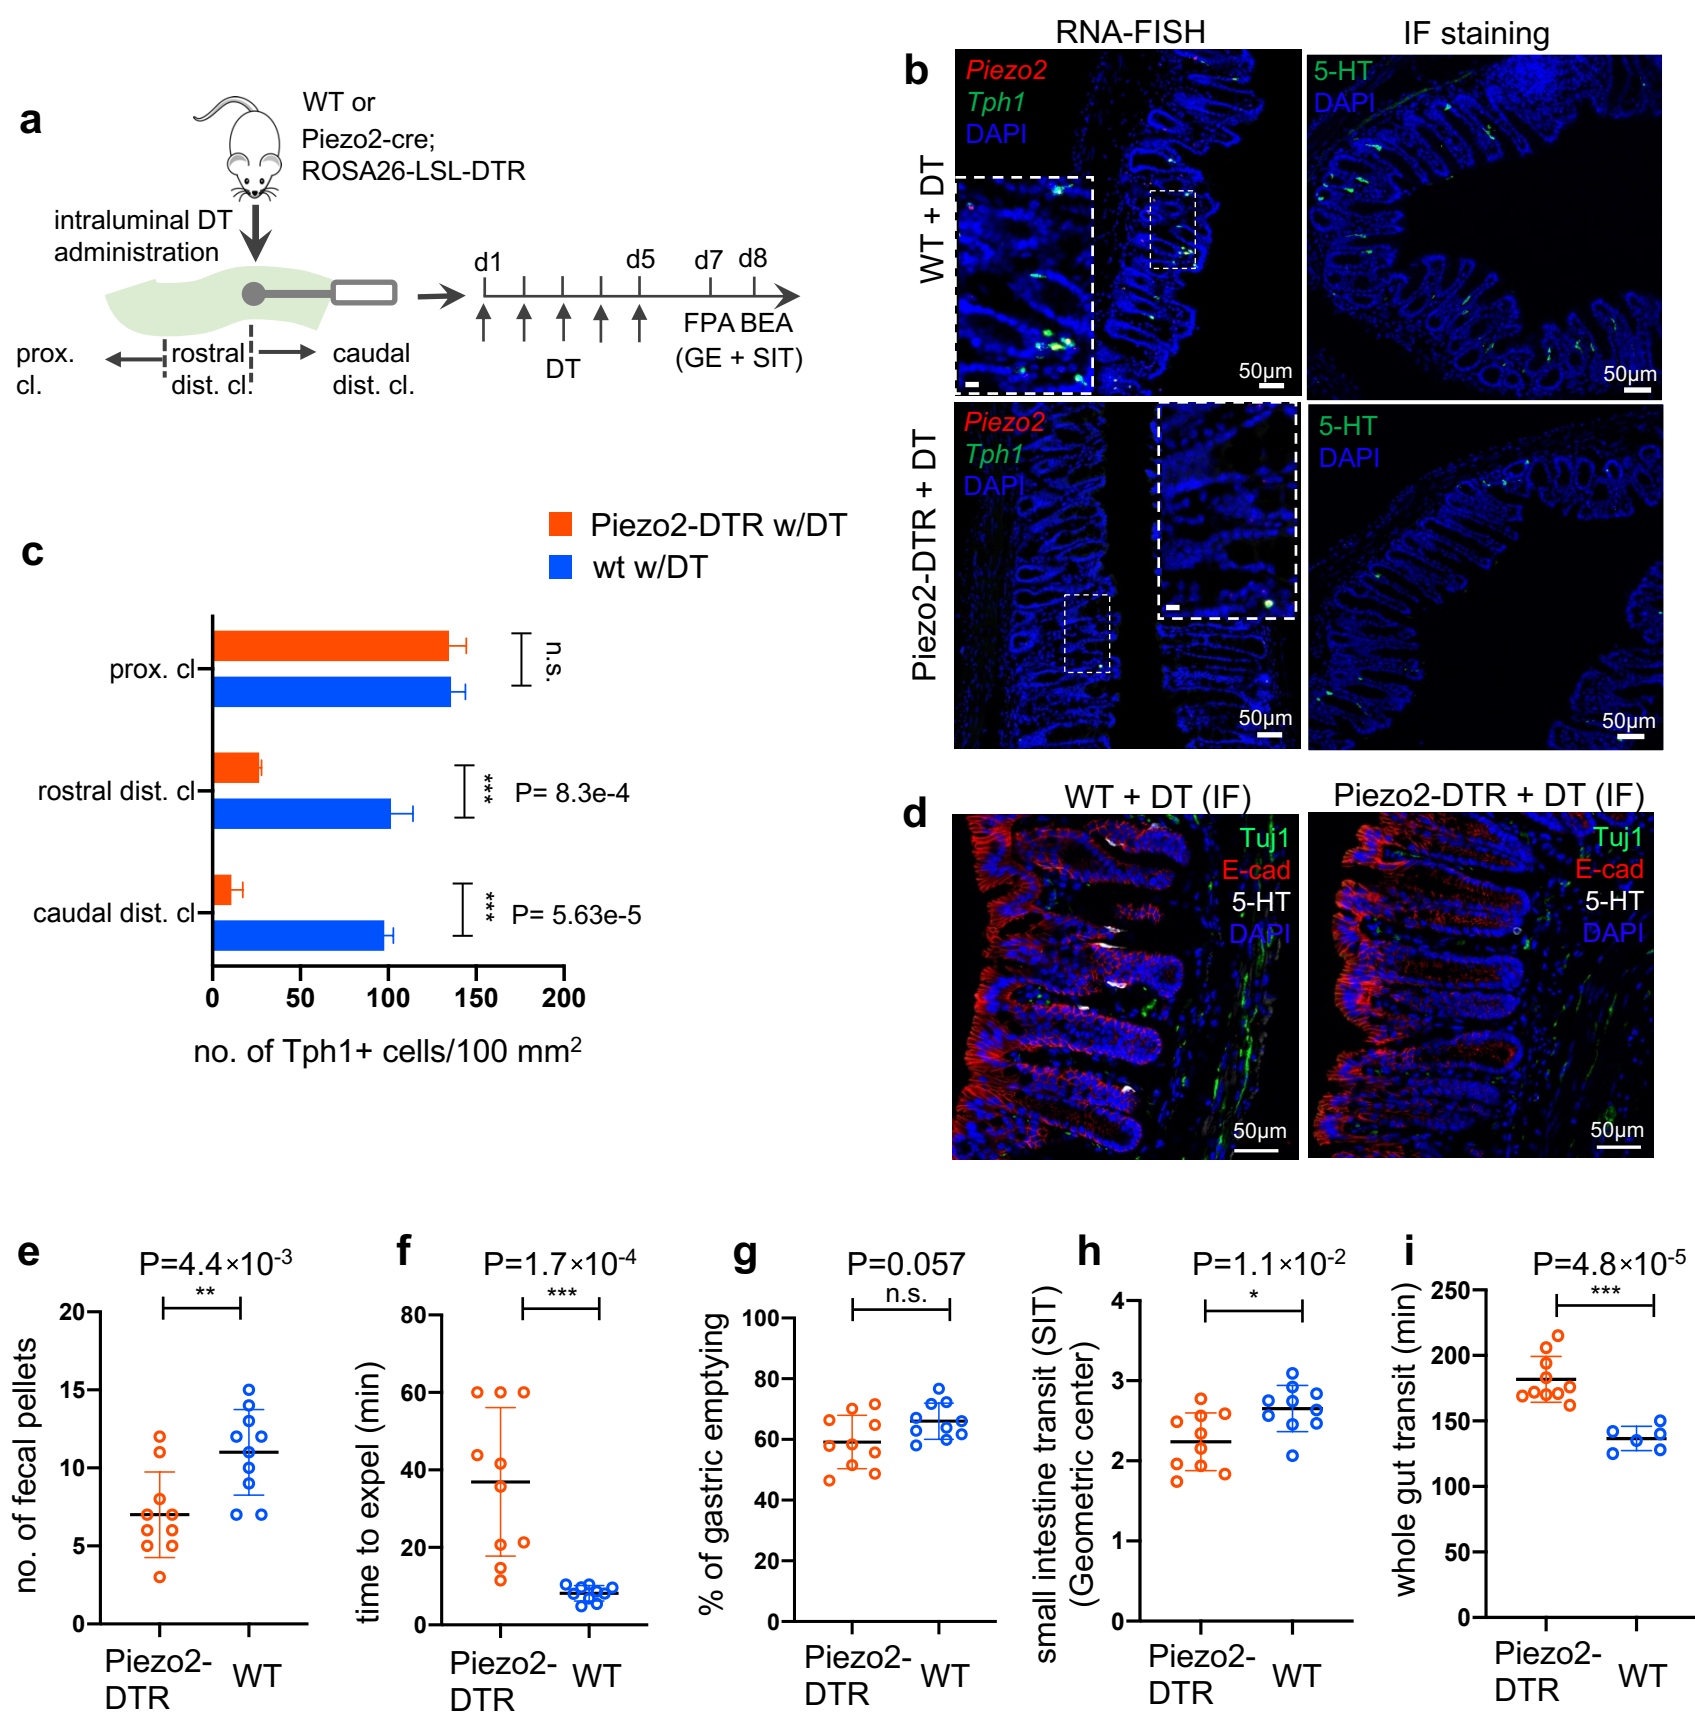 a
WT or
Piezo2-cre;
ROSA26-LSL-DTR
intraluminal DT
administration
prox.
cl.
rostral
dist. cl.
caudal
dist. cl.
d1
d5
d7
d8
DT
FPA BEA
(GE + SIT)
b
RNA-FISH
IF staining
WT + DT
Piezo2
Tph1
DAPI
50µm
5-HT
DAPI
50µm
Piezo2-DTR + DT
Piezo2
Tph1
DAPI
50µm
5-HT
DAPI
50µm
c
Piezo2-DTR w/DT
wt w/DT
prox. cl
n.s.
rostral dist. cl
***
P= 8.3e-4
caudal dist. cl
***
P= 5.63e-5
0 50 100 150 200
no. of Tph1+ cells/100 mm²
d
WT + DT (IF)
Tuj1
E-cad
5-HT
DAPI
50µm
Piezo2-DTR + DT (IF)
Tuj1
E-cad
5-HT
DAPI
50µm
e
P=4.4×10⁻³
**
no. of fecal pellets
20
15
10
5
0
Piezo2-
DTR
WT
f
P=1.7×10⁻⁴
***
time to expel (min)
80
60
40
20
0
Piezo2-
DTR
WT
g
P=0.057
n.s.
% of gastric emptying
100
80
60
40
20
0
Piezo2-
DTR
WT
h
P=1.1×10⁻²
*
small intestine transit (SIT)
(Geometric center)
4
3
2
1
0
Piezo2-
DTR
WT
i
P=4.8×10⁻⁵
***
whole gut transit (min)
250
200
150
100
50
0
Piezo2-
DTR
WT